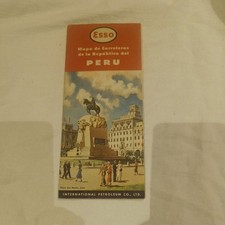 Esso
Mapa de Carreteras
de la República del
PERU
INTERNATIONAL PETROLEUM CO., LTD.